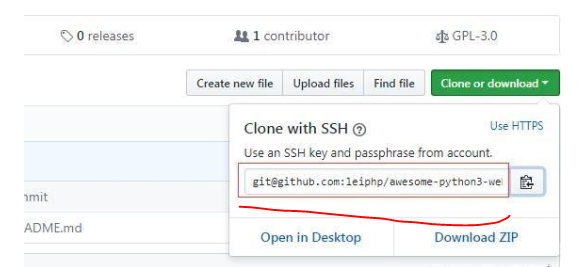 0 releases
1 contributor
GPL-3.0
Create new file
Upload files
Find file
Clone or download
Clone with SSH
Use HTTPS
Use an SSH key and passphrase from account.
git@github.com:leiphp/awesome-python3-we
mmit
ADME.md
Open in Desktop
Download ZIP